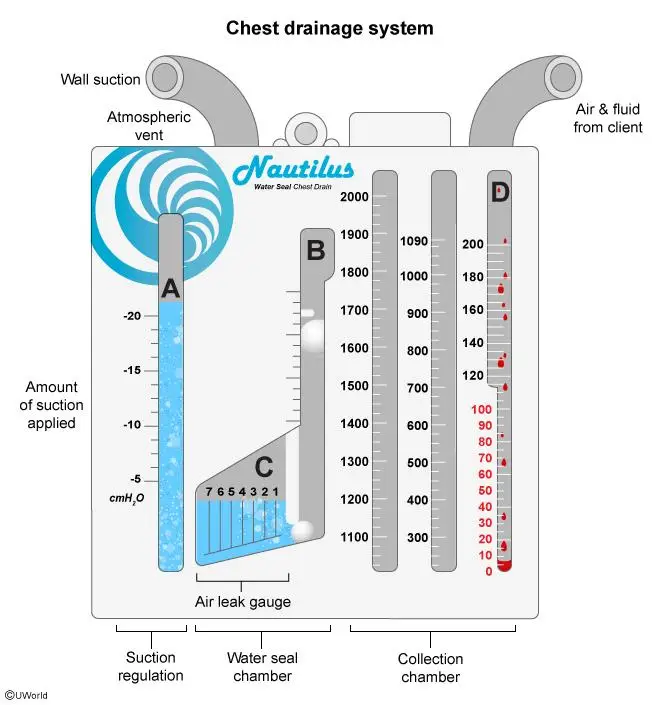 Chest drainage system
Wall suction
Atmospheric
vent
Air & fluid
from client
Nautilus
Water Seal Chest Drain
A
B
C
D
-20
-15
-10
-5
cmH2O
Amount
of suction
applied
7 6 5 4 3 2 1
2000
1900
1800
1700
1600
1500
1400
1300
1200
1100
1090
1000
900
800
700
600
500
400
300
200
180
160
140
120
100
90
80
70
60
50
40
30
20
10
0
Air leak gauge
Suction
regulation
Water seal
chamber
Collection
chamber
©UWorld